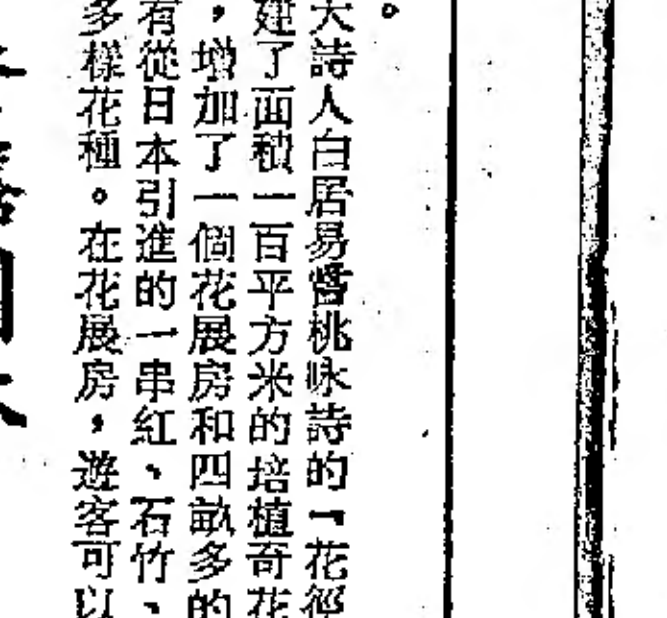 。
大詩人白居易嘗桃咏詩的「花徑
建了面積一百平方米的培植奇花
，增加了一個花展房和四畝多的
有從日本引進的一串紅、石竹、
多樣花種。在花展房，遊客可以